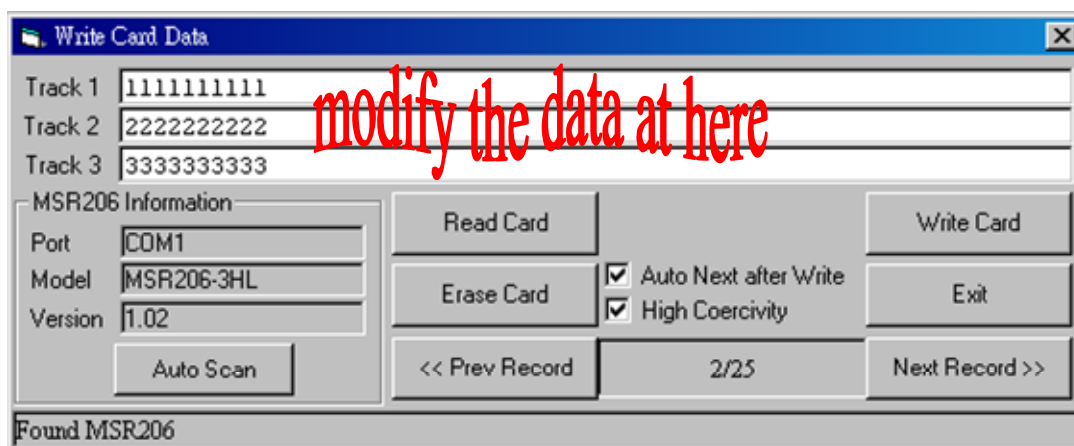 Write Card Data
Track 1 1111111111
Track 2 2222222222
Track 3 3333333333
modify the data at here
MSR206 Information
Port COM1
Model MSR206-3HL
Version 1.02
Auto Scan
Read Card
Write Card
Erase Card
Auto Next after Write
High Coercivity
Exit
<< Prev Record
2/25
Next Record >>
Found MSR206